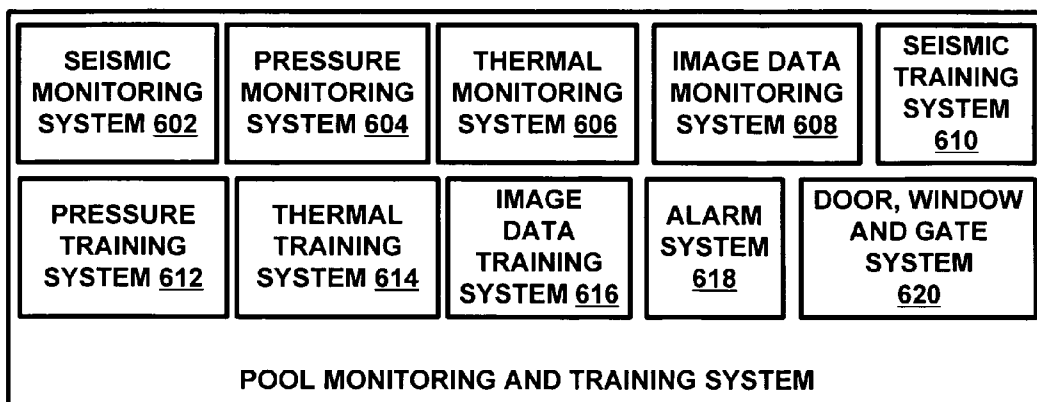 SEISMIC
MONITORING
SYSTEM 602
PRESSURE
MONITORING
SYSTEM 604
THERMAL
MONITORING
SYSTEM 606
IMAGE DATA
MONITORING
SYSTEM 608
SEISMIC
TRAINING
SYSTEM
610
PRESSURE
TRAINING
SYSTEM 612
THERMAL
TRAINING
SYSTEM 614
IMAGE
DATA
TRAINING
SYSTEM 616
ALARM
SYSTEM
618
DOOR, WINDOW
AND GATE
SYSTEM
620
POOL MONITORING AND TRAINING SYSTEM